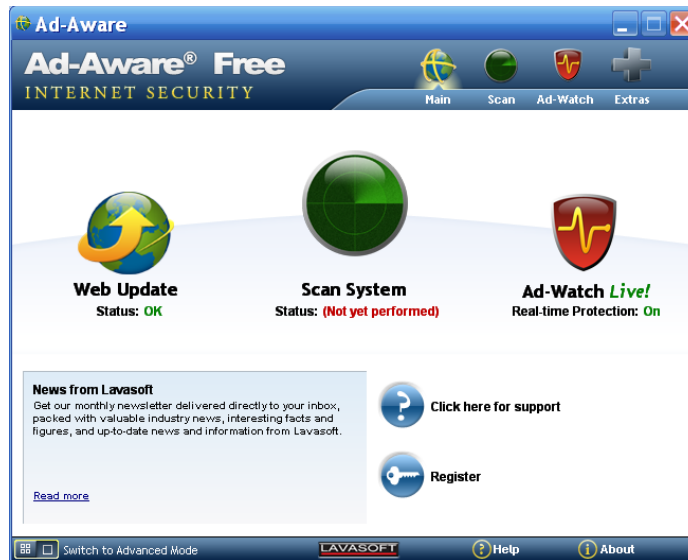 Ad-Aware
Ad-Aware® Free
INTERNET SECURITY
Main Scan Ad-Watch Extras
Web Update
Status: OK
Scan System
Status: (Not yet performed)
Ad-Watch Live!
Real-time Protection: On
News from Lavasoft
Get our monthly newsletter delivered directly to your inbox,
packed with valuable industry news, interesting facts and
figures, and up-to-date news and information from Lavasoft.
Read more
Click here for support
Register
Switch to Advanced Mode
LAVASOFT
Help
About